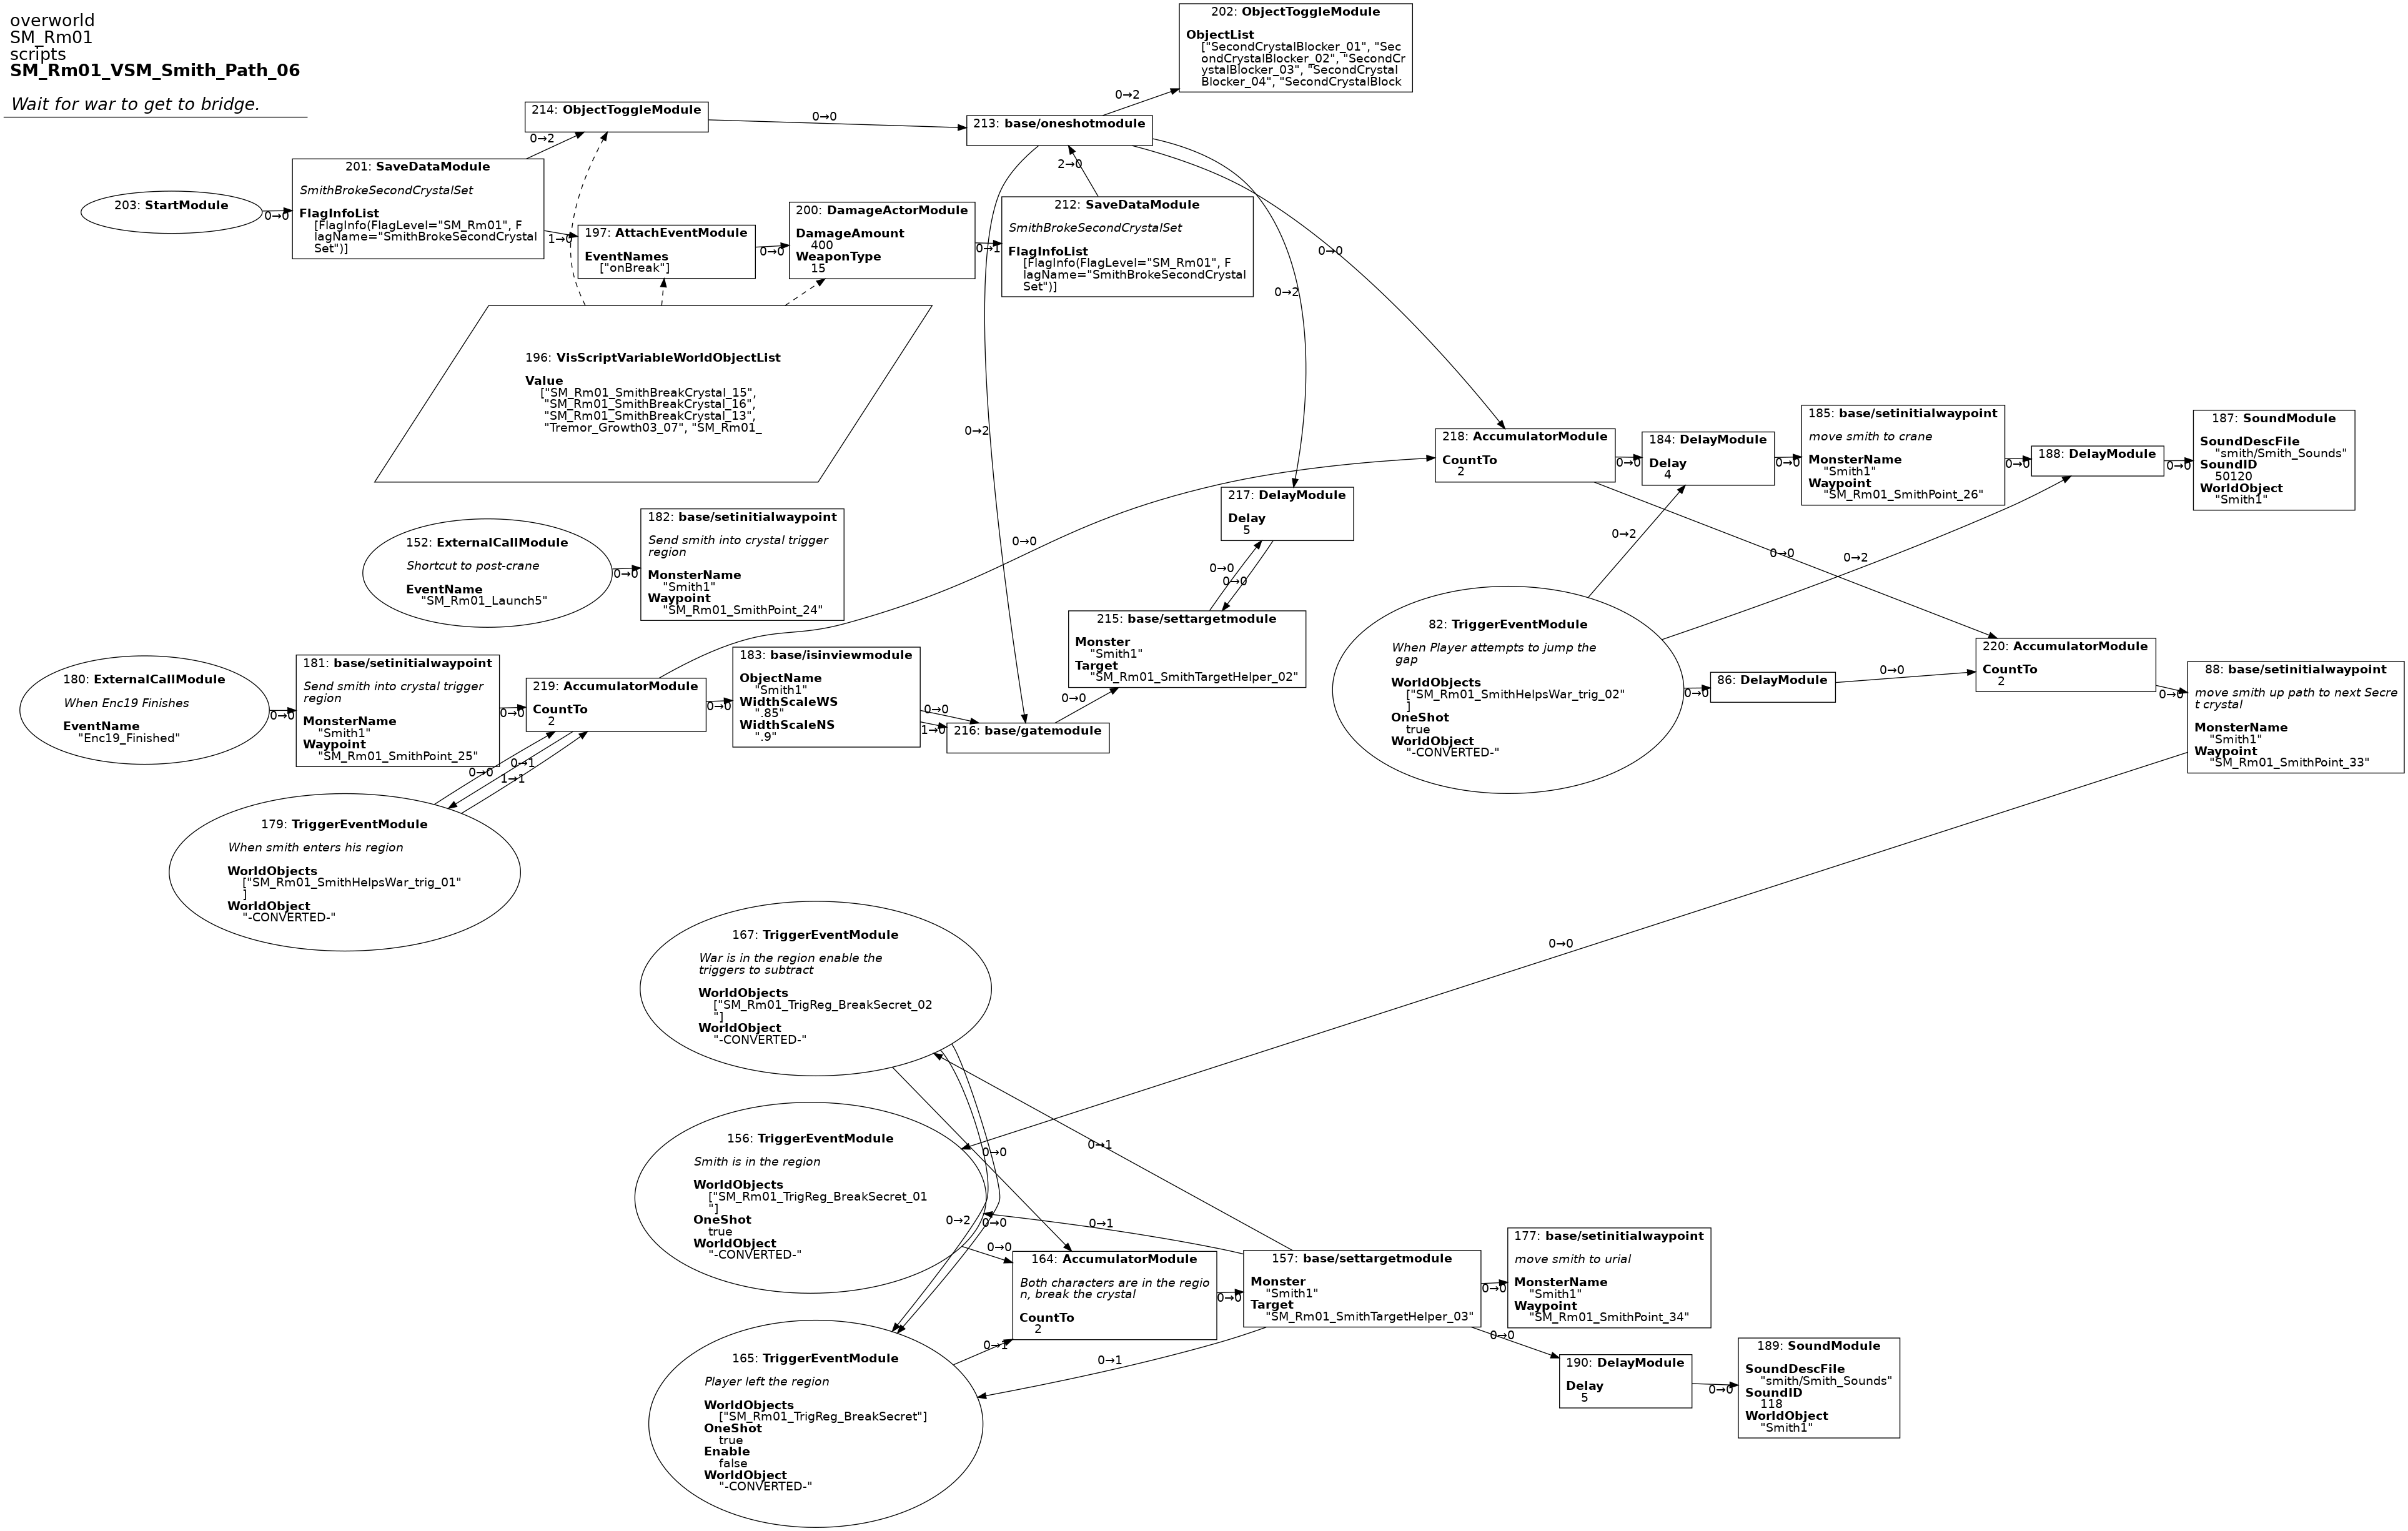 overworld
SM_Rm01
scripts
SM_Rm01_VSM_Smith_Path_06
Wait for war to get to bridge.
202: ObjectToggleModule
ObjectList
["SecondCrystalBlocker_01", "Sec
ondCrystalBlocker_02", "SecondCr
ystalBlocker_03", "SecondCrystal
Blocker_04", "SecondCrystalBlock
0→2
214: ObjectToggleModule
0→0
213: base/oneshotmodule
0→2
2→0
201: SaveDataModule
SmithBrokeSecondCrystalSet
FlagInfoList
[FlagInfo(FlagLevel="SM_Rm01", F
lagName="SmithBrokeSecondCrystal
Set")]
203: StartModule
0→0
1→0
197: AttachEventModule
EventNames
["onBreak"]
0→0
200: DamageActorModule
DamageAmount
400
WeaponType
15
0→1
212: SaveDataModule
SmithBrokeSecondCrystalSet
FlagInfoList
[FlagInfo(FlagLevel="SM_Rm01", F
lagName="SmithBrokeSecondCrystal
Set")]
0→0
0→2
196: VisScriptVariableWorldObjectList
Value
["SM_Rm01_SmithBreakCrystal_15",
"SM_Rm01_SmithBreakCrystal_16",
"SM_Rm01_SmithBreakCrystal_13",
"Tremor_Growth03_07", "SM_Rm01_
0→2
218: AccumulatorModule
CountTo
2
0→0
184: DelayModule
Delay
4
0→0
185: base/setinitialwaypoint
move smith to crane
MonsterName
"Smith1"
Waypoint
"SM_Rm01_SmithPoint_26"
0→0
188: DelayModule
0→0
187: SoundModule
SoundDescFile
"smith/Smith_Sounds"
SoundID
50120
WorldObject
"Smith1"
217: DelayModule
Delay
5
152: ExternalCallModule
Shortcut to post-crane
EventName
"SM_Rm01_Launch5"
0→0
182: base/setinitialwaypoint
Send smith into crystal trigger
region
MonsterName
"Smith1"
Waypoint
"SM_Rm01_SmithPoint_24"
0→0
0→0
0→0
0→2
0→0
0→2
215: base/settargetmodule
Monster
"Smith1"
Target
"SM_Rm01_SmithTargetHelper_02"
82: TriggerEventModule
When Player attempts to jump the
gap
WorldObjects
["SM_Rm01_SmithHelpsWar_trig_02"
]
OneShot
true
WorldObject
"-CONVERTED-"
0→0
86: DelayModule
0→0
220: AccumulatorModule
CountTo
2
0→0
88: base/setinitialwaypoint
move smith up path to next Secre
t crystal
MonsterName
"Smith1"
Waypoint
"SM_Rm01_SmithPoint_33"
180: ExternalCallModule
When Enc19 Finishes
EventName
"Enc19_Finished"
0→0
181: base/setinitialwaypoint
Send smith into crystal trigger
region
MonsterName
"Smith1"
Waypoint
"SM_Rm01_SmithPoint_25"
0→0
219: AccumulatorModule
CountTo
2
0→0
183: base/isinviewmodule
ObjectName
"Smith1"
WidthScaleWS
".85"
WidthScaleNS
".9"
0→0
1→0
216: base/gatemodule
0→0
0→0
0→1
1→1
179: TriggerEventModule
When smith enters his region
WorldObjects
["SM_Rm01_SmithHelpsWar_trig_01"
]
WorldObject
"-CONVERTED-"
0→0
167: TriggerEventModule
War is in the region enable the
triggers to subtract
WorldObjects
["SM_Rm01_TrigReg_BreakSecret_02
"]
WorldObject
"-CONVERTED-"
0→0
0→1
156: TriggerEventModule
Smith is in the region
WorldObjects
["SM_Rm01_TrigReg_BreakSecret_01
"]
OneShot
true
WorldObject
"-CONVERTED-"
0→2
0→0
0→1
0→0
164: AccumulatorModule
Both characters are in the regio
n, break the crystal
CountTo
2
0→0
157: base/settargetmodule
Monster
"Smith1"
Target
"SM_Rm01_SmithTargetHelper_03"
0→0
177: base/setinitialwaypoint
move smith to urial
MonsterName
"Smith1"
Waypoint
"SM_Rm01_SmithPoint_34"
0→0
0→1
0→1
165: TriggerEventModule
Player left the region
WorldObjects
["SM_Rm01_TrigReg_BreakSecret"]
OneShot
true
Enable
false
WorldObject
"-CONVERTED-"
190: DelayModule
Delay
5
0→0
189: SoundModule
SoundDescFile
"smith/Smith_Sounds"
SoundID
118
WorldObject
"Smith1"